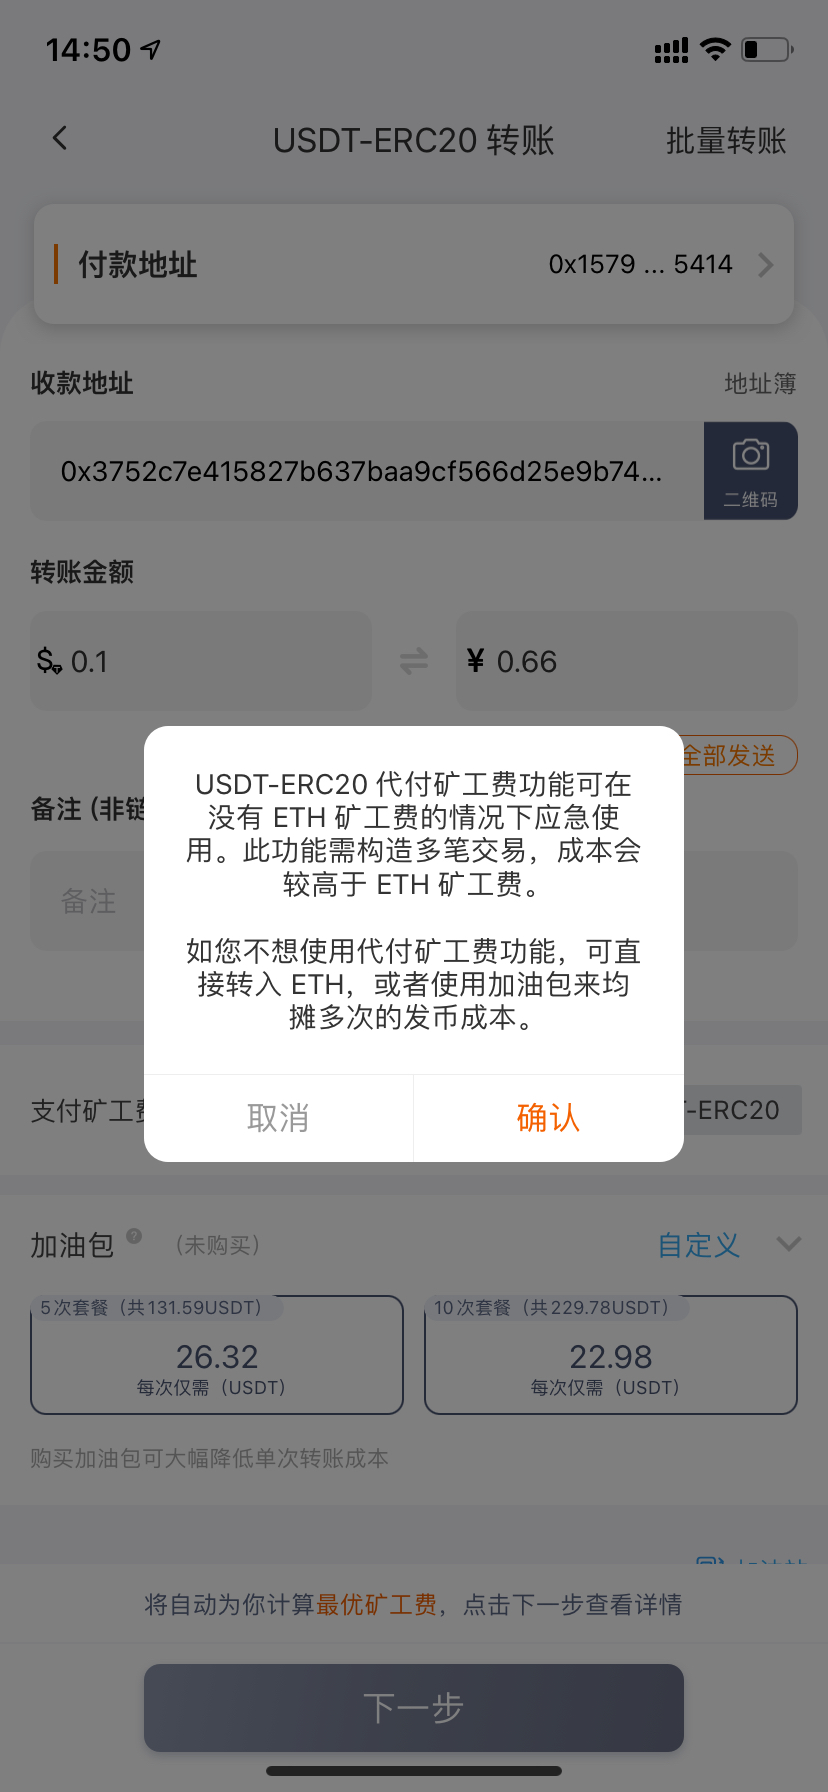 14:50
USDT-ERC20 转账
批量转账
付款地址
0x1579 ... 5414
收款地址
地址簿
0x3752c7e415827b637baa9cf566d25e9b74...
二维码
转账金额
0.1
¥ 0.66
全部发送
备注 (非链
备注
USDT-ERC20 代付矿工费功能可在
没有 ETH 矿工费的情况下应急使
用。此功能需构造多笔交易，成本会
较高于 ETH 矿工费。
如您不想使用代付矿工费功能，可直
接转入 ETH，或者使用加油包来均
摊多次的发币成本。
取消
确认
支付矿工费
-ERC20
加油包
?
（未购买）
自定义
5次套餐（共131.59USDT）
26.32
每次仅需（USDT）
10次套餐（共229.78USDT）
22.98
每次仅需（USDT）
购买加油包可大幅降低单次转账成本
将自动为你计算最优矿工费，点击下一步查看详情
下一步